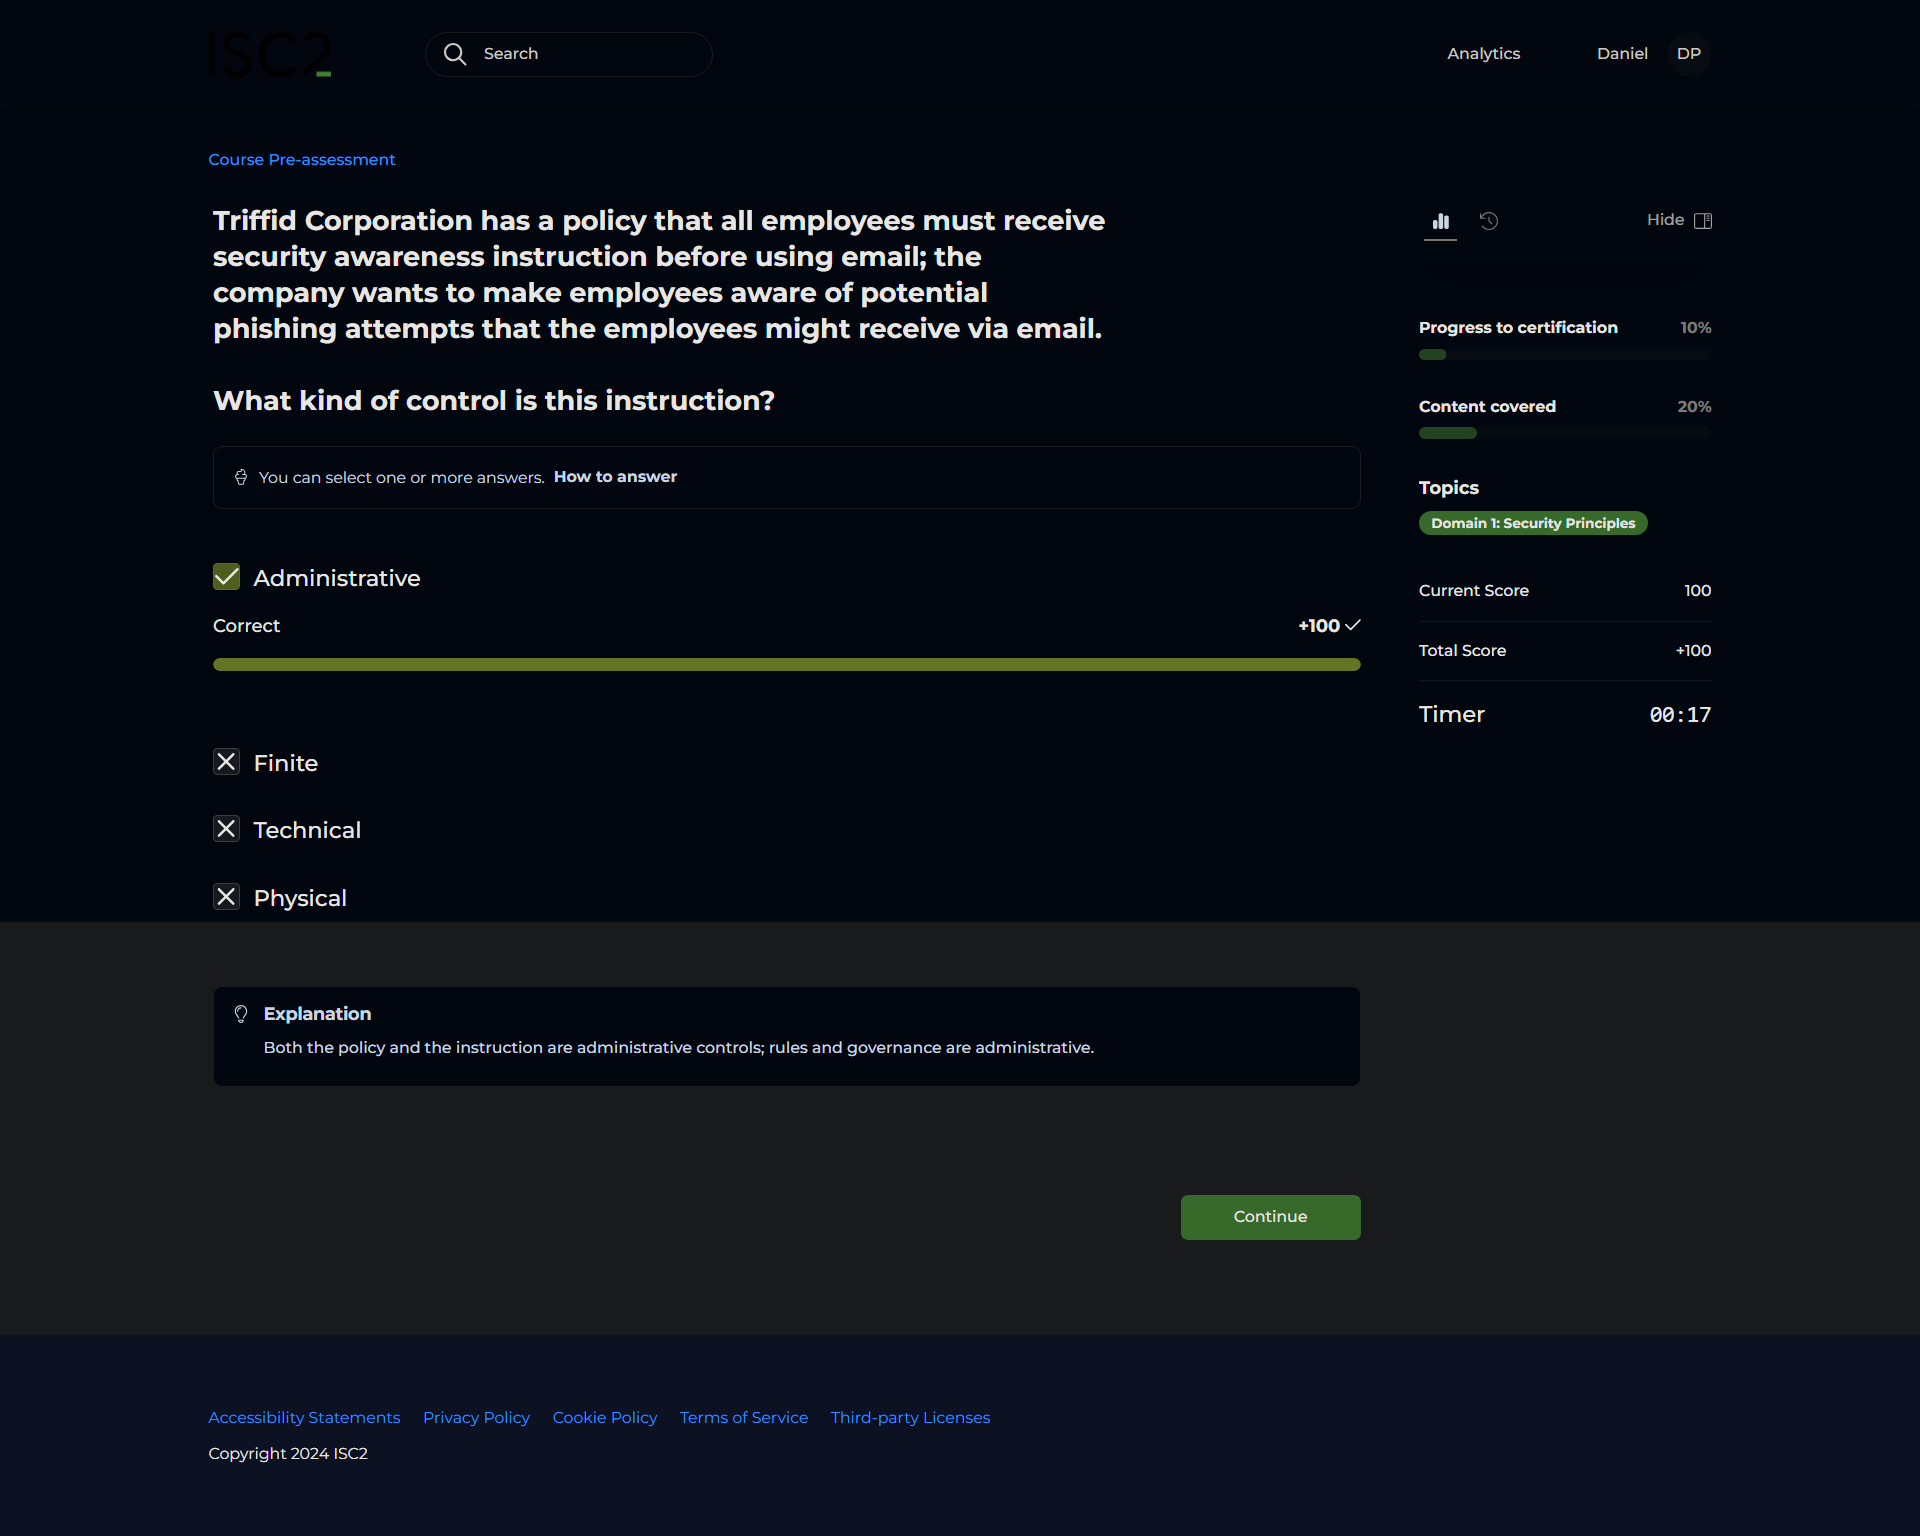 ISC2
Search
Analytics
Daniel
DP
Course Pre-assessment
Triffid Corporation has a policy that all employees must receive
security awareness instruction before using email; the
company wants to make employees aware of potential
phishing attempts that the employees might receive via email.
What kind of control is this instruction?
You can select one or more answers. How to answer
Administrative
Correct
+100
Finite
Technical
Physical
Explanation
Both the policy and the instruction are administrative controls; rules and governance are administrative.
Continue
Hide
Progress to certification 10%
Content covered 20%
Topics
Domain 1: Security Principles
Current Score 100
Total Score +100
Timer 00:17
Accessibility Statements Privacy Policy Cookie Policy Terms of Service Third-party Licenses
Copyright 2024 ISC2